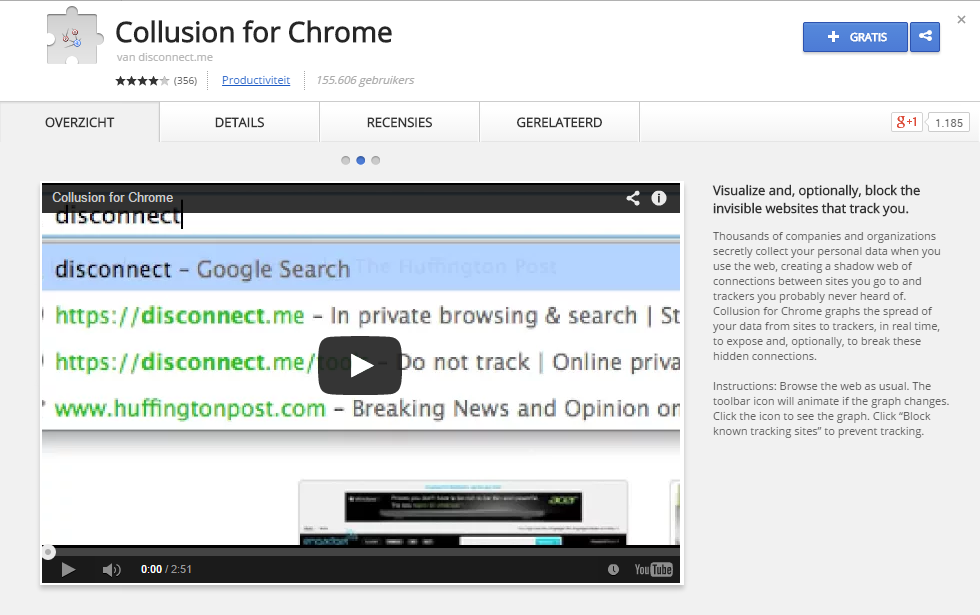 Collusion for Chrome
van disconnect.me
(356) Productiviteit 155.606 gebruikers
+ GRATIS
OVERZICHT DETAILS RECENSIES GERELATEERD
g+1 1.185
Collusion for Chrome
disconnect
disconnect – Google Search The Huffington Post
https://disconnect.me – In private browsing & search | St
https://disconnect.me/ – Do not track | Online priva
www.huffingtonpost.com – Breaking News and Opinion on
acer
engadget
0:00 / 2:51
YouTube
Visualize and, optionally, block the
invisible websites that track you.
Thousands of companies and organizations
secretly collect your personal data when you
use the web, creating a shadow web of
connections between sites you go to and
trackers you probably never heard of.
Collusion for Chrome graphs the spread of
your data from sites to trackers, in real time,
to expose and, optionally, to break these
hidden connections.
Instructions: Browse the web as usual. The
toolbar icon will animate if the graph changes.
Click the icon to see the graph. Click “Block
known tracking sites” to prevent tracking.